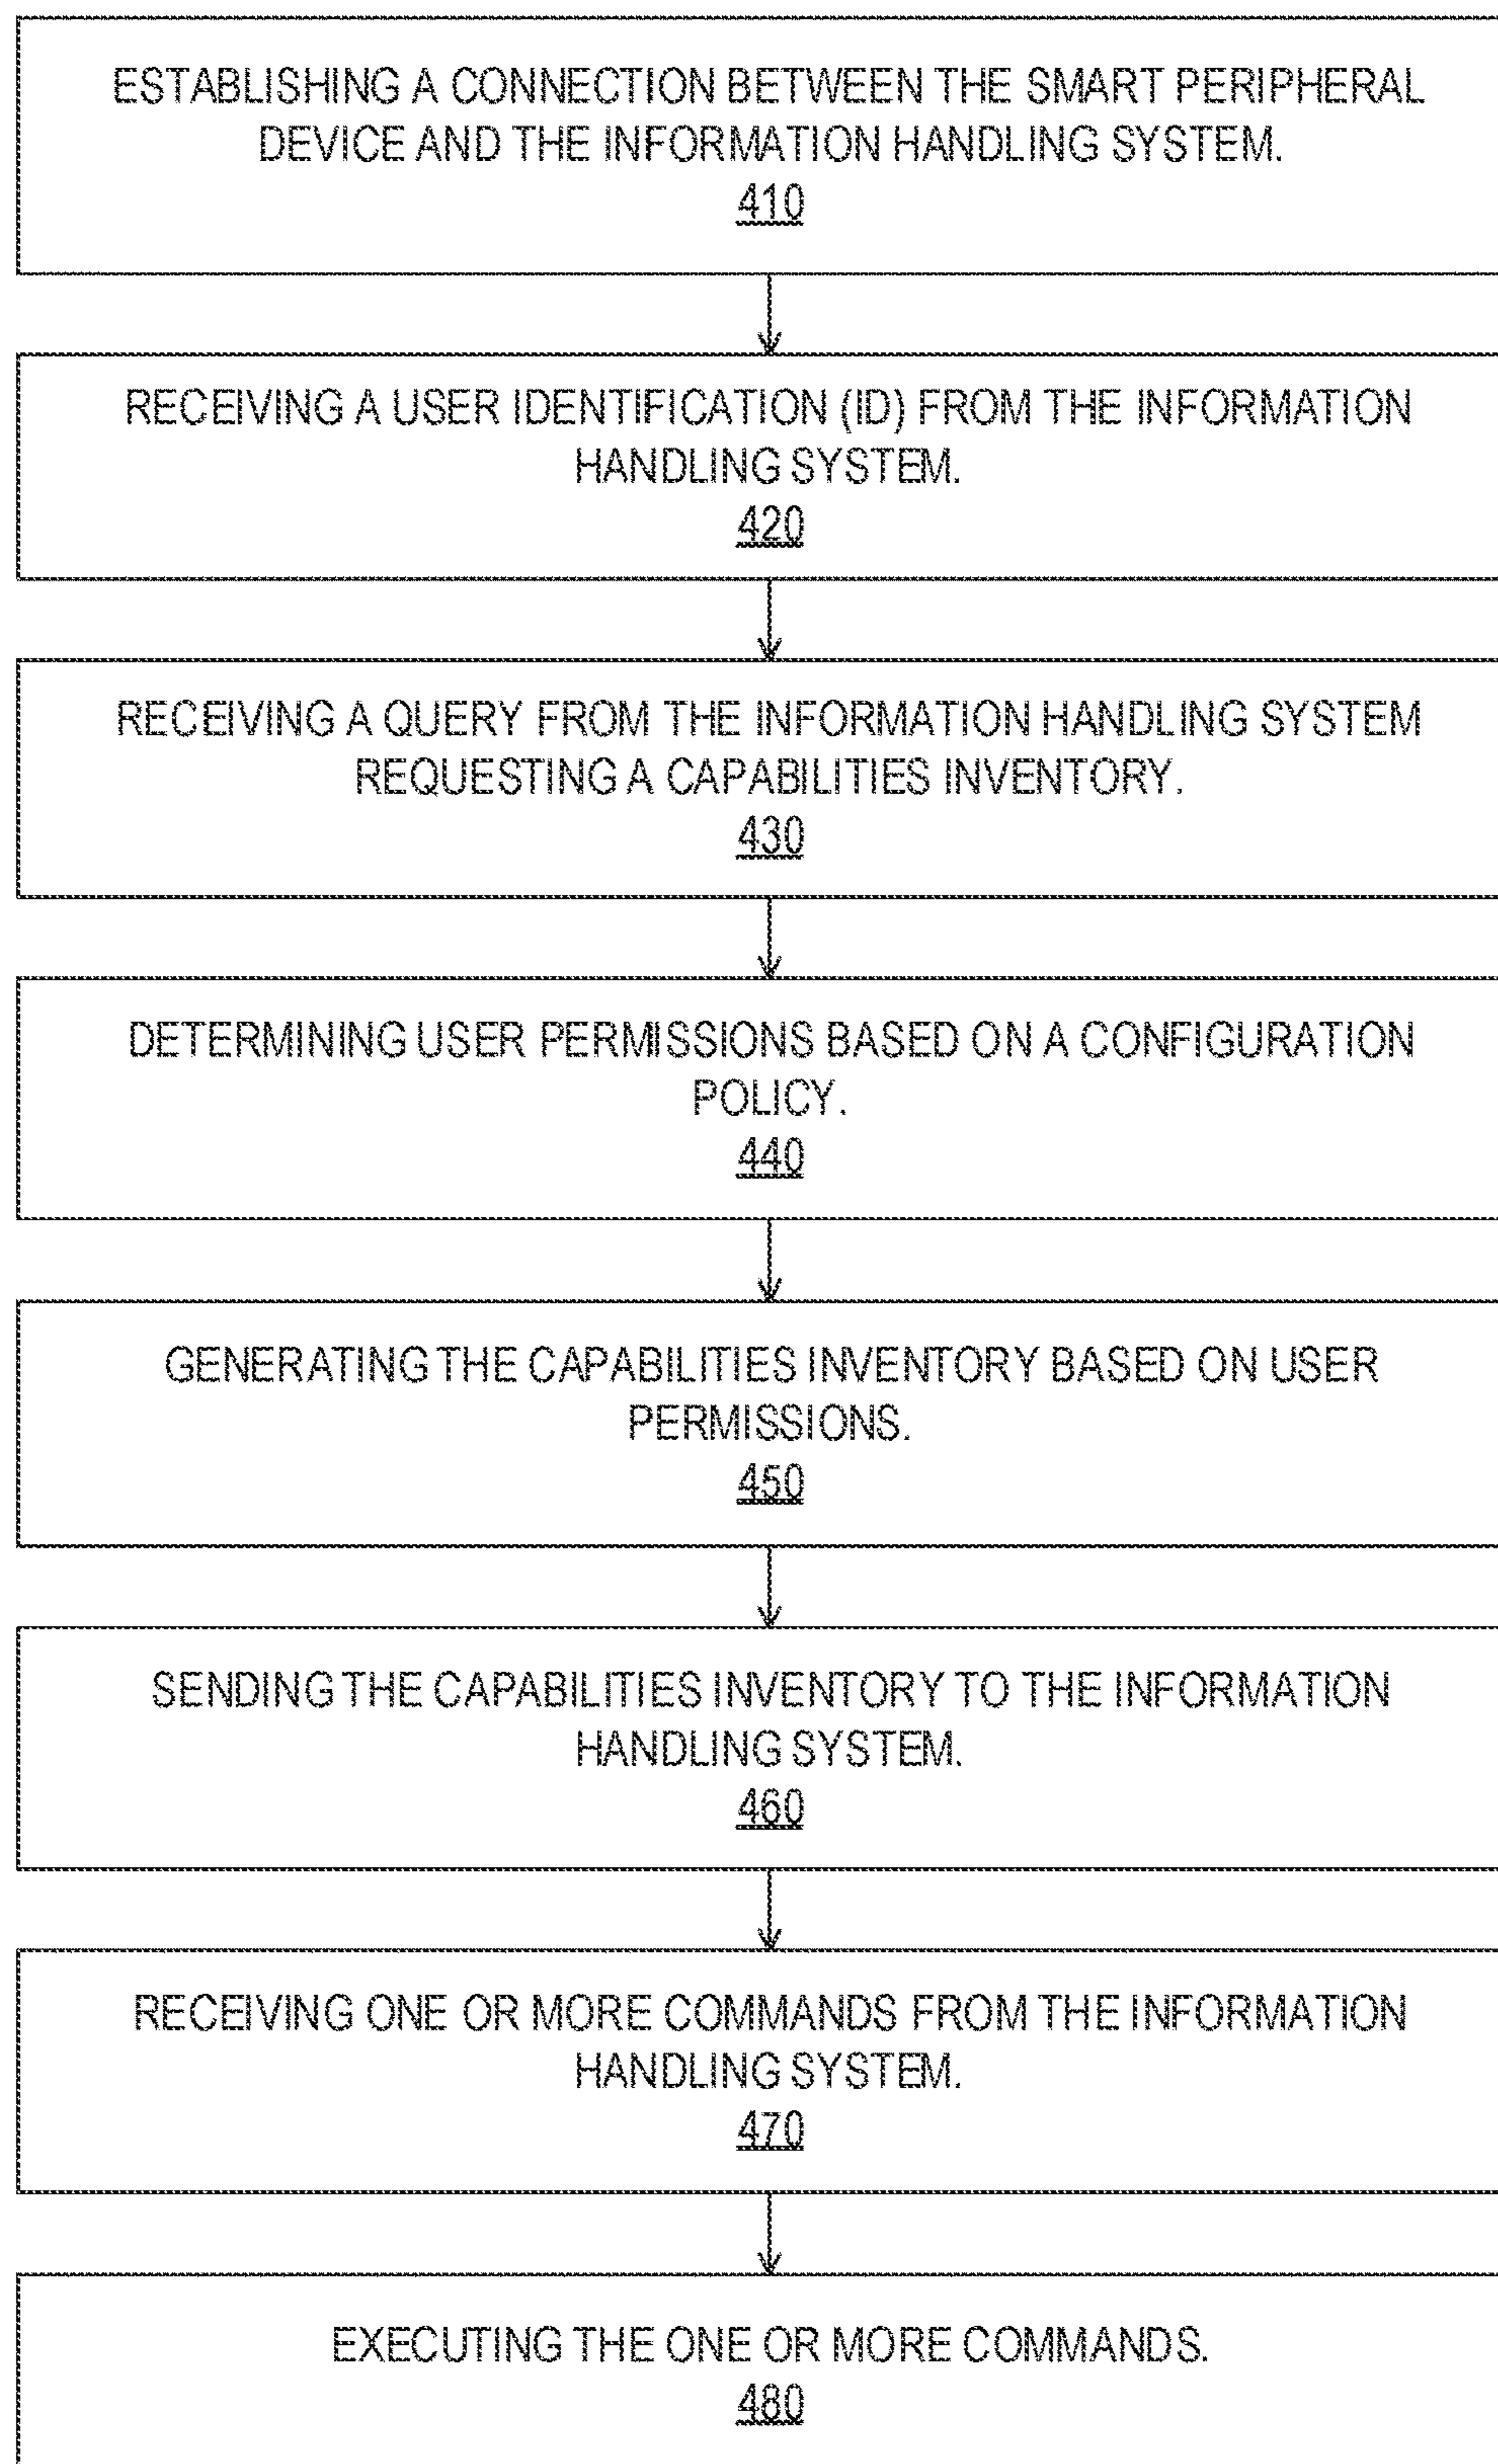 ESTABLISHING A CONNECTION BETWEEN THE SMART PERIPHERAL
DEVICE AND THE INFORMATION HANDLING SYSTEM.
410
RECEIVING A USER IDENTIFICATION (ID) FROM THE INFORMATION
HANDLING SYSTEM.
420
RECEIVING A QUERY FROM THE INFORMATION HANDLING SYSTEM
REQUESTING A CAPABILITIES INVENTORY.
430
DETERMINING USER PERMISSIONS BASED ON A CONFIGURATION
POLICY.
440
GENERATING THE CAPABILITIES INVENTORY BASED ON USER
PERMISSIONS.
450
SENDING THE CAPABILITIES INVENTORY TO THE INFORMATION
HANDLING SYSTEM.
460
RECEIVING ONE OR MORE COMMANDS FROM THE INFORMATION
HANDLING SYSTEM.
470
EXECUTING THE ONE OR MORE COMMANDS.
480